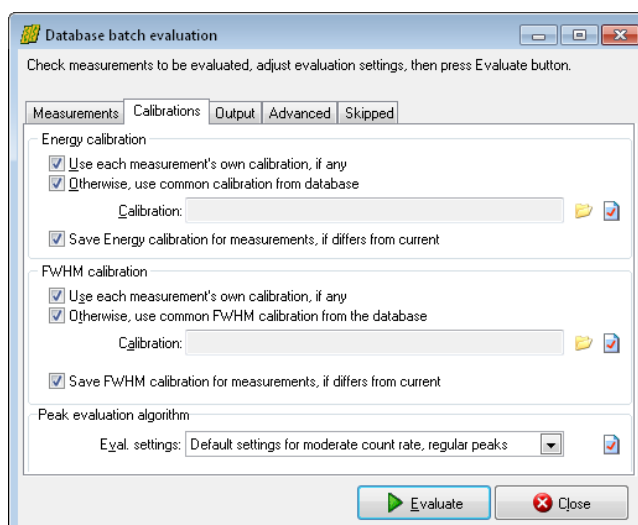 Database batch evaluation
Check measurements to be evaluated, adjust evaluation settings, then press Evaluate button.
Measurements Calibrations Output Advanced Skipped
Energy calibration
Use each measurement's own calibration, if any
Otherwise, use common calibration from database
Calibration:
Save Energy calibration for measurements, if differs from current
FWHM calibration
Use each measurement's own calibration, if any
Otherwise, use common FWHM calibration from the database
Calibration:
Save FWHM calibration for measurements, if differs from current
Peak evaluation algorithm
Eval. settings: Default settings for moderate count rate, regular peaks
Evaluate Close